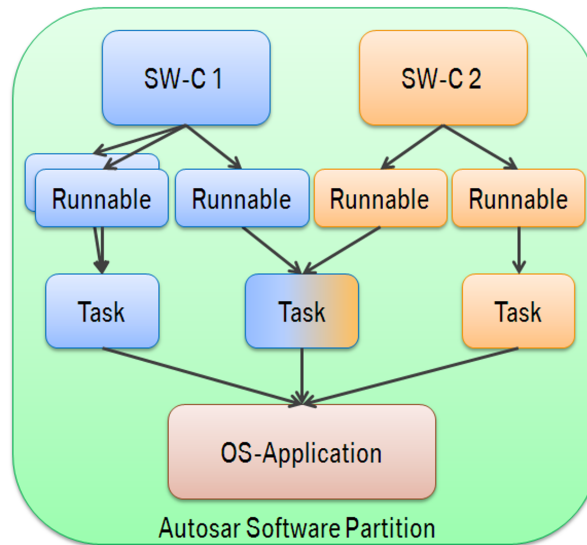 SW-C 1
SW-C 2
Runnable
Runnable
Runnable
Runnable
Task
Task
Task
OS-Application
Autosar Software Partition